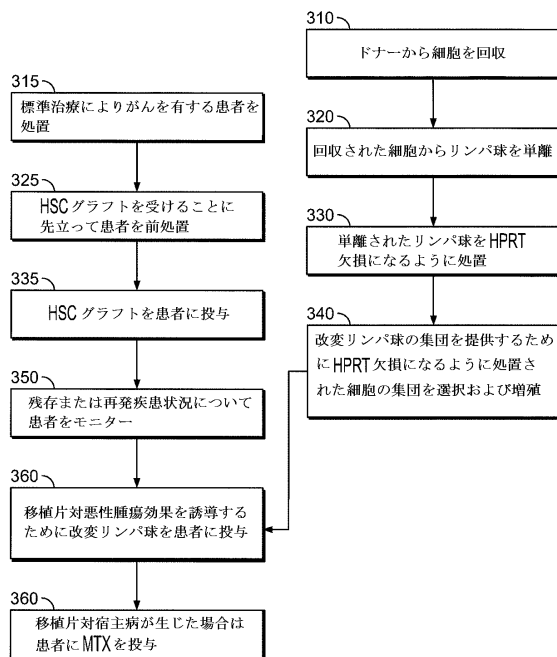 315
標準治療によりがんを有する患者を
処置
325
HSCグラフトを受けることに
先立って患者を前処置
335
HSCグラフトを患者に投与
350
残存または再発疾患状況について
患者をモニター
360
移植片対悪性腫瘍効果を誘導する
ために改変リンパ球を患者に投与
360
移植片対宿主病が生じた場合は
患者にMTXを投与
310
ドナーから細胞を回収
320
回収された細胞からリンパ球を単離
330
単離されたリンパ球をHPRT
欠損になるように処置
340
改変リンパ球の集団を提供するため
にHPRT欠損になるように処置さ
れた細胞の集団を選択および増殖